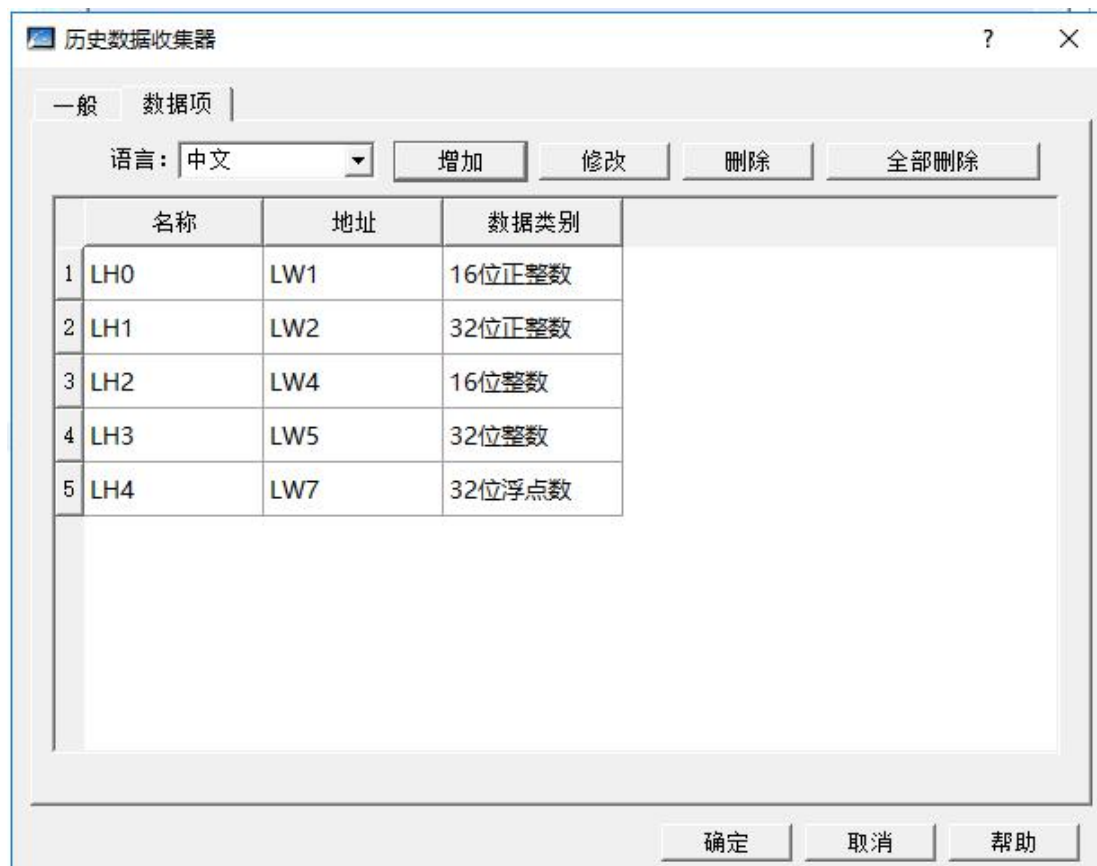 历史数据收集器 ?
一般 数据项
语言： 中文 增加 修改 删除 全部删除
名称 地址 数据类别
1 LH0 LW1 16位正整数
2 LH1 LW2 32位正整数
3 LH2 LW4 16位整数
4 LH3 LW5 32位整数
5 LH4 LW7 32位浮点数
确定 取消 帮助